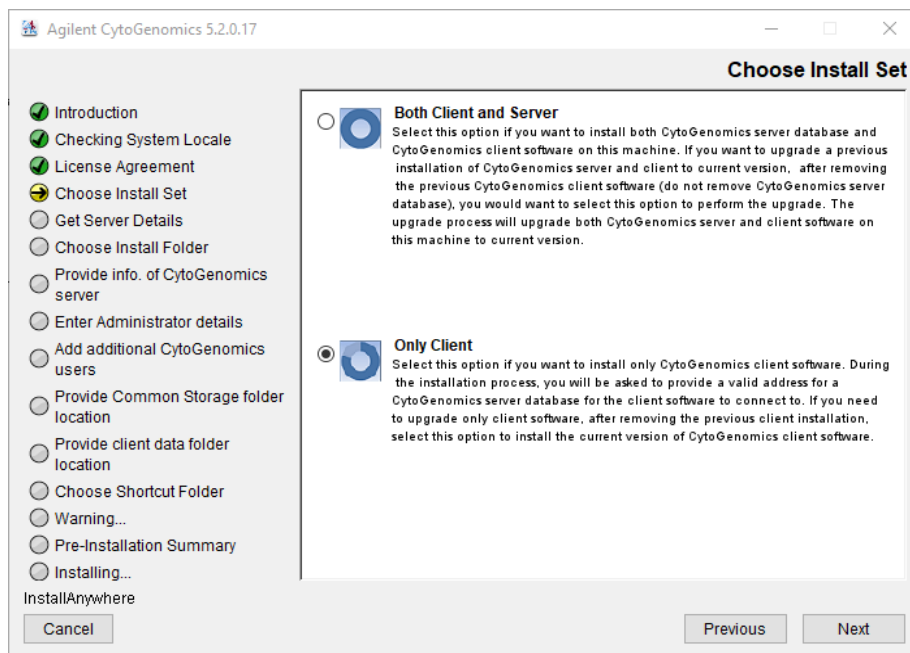 Agilent CytoGenomics 5.2.0.17
Choose Install Set
Introduction
Checking System Locale
License Agreement
Choose Install Set
Get Server Details
Choose Install Folder
Provide info. of CytoGenomics
server
Enter Administrator details
Add additional CytoGenomics
users
Provide Common Storage folder
location
Provide client data folder
location
Choose Shortcut Folder
Warning...
Pre-Installation Summary
Installing...
Both Client and Server
Select this option if you want to install both CytoGenomics server database and
CytoGenomics client software on this machine. If you want to upgrade a previous
installation of CytoGenomics server and client to current version, after removing
the previous CytoGenomics client software (do not remove CytoGenomics server
database), you would want to select this option to perform the upgrade. The
upgrade process will upgrade both CytoGenomics server and client software on
this machine to current version.
Only Client
Select this option if you want to install only CytoGenomics client software. During
the installation process, you will be asked to provide a valid address for a
CytoGenomics server database for the client software to connect to. If you need
to upgrade only client software, after removing the previous client installation,
select this option to install the current version of CytoGenomics client software.
InstallAnywhere
Cancel
Previous
Next